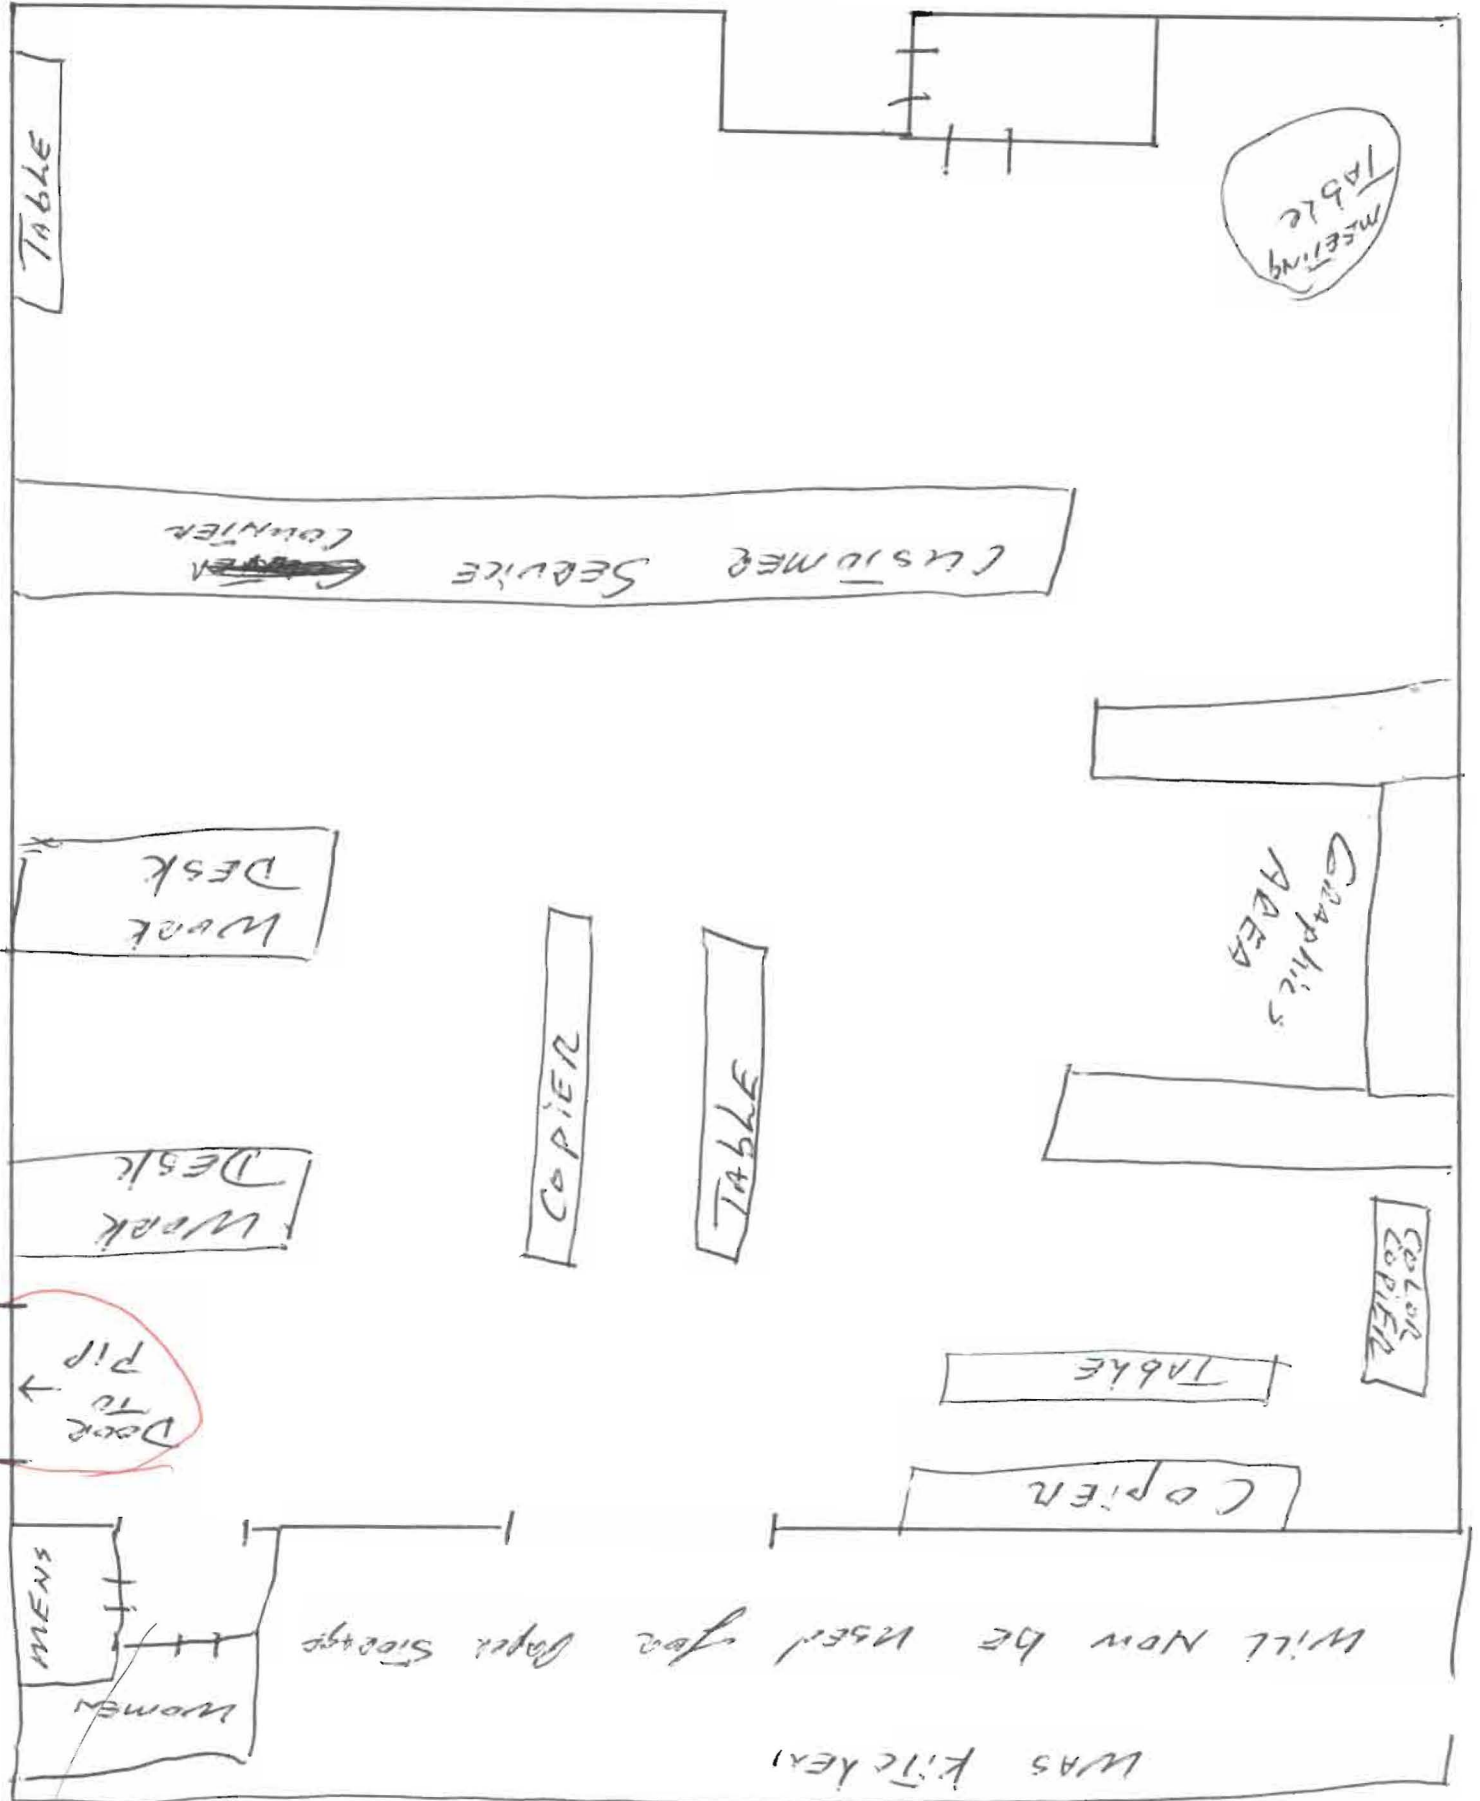 WAS KITCHEN
WILL NOW BE USED for Paper Storage
WOMEN
MENS
COPIER
TABLE
COLOR
COPIER
DOOR
TO
PIP
WORK
DESK
WORK
DESK
TABLE
COPIER
Graphics
AREA
CUSTOMER SERVICE
COUNTER
MEETING
TABLE
TABLE